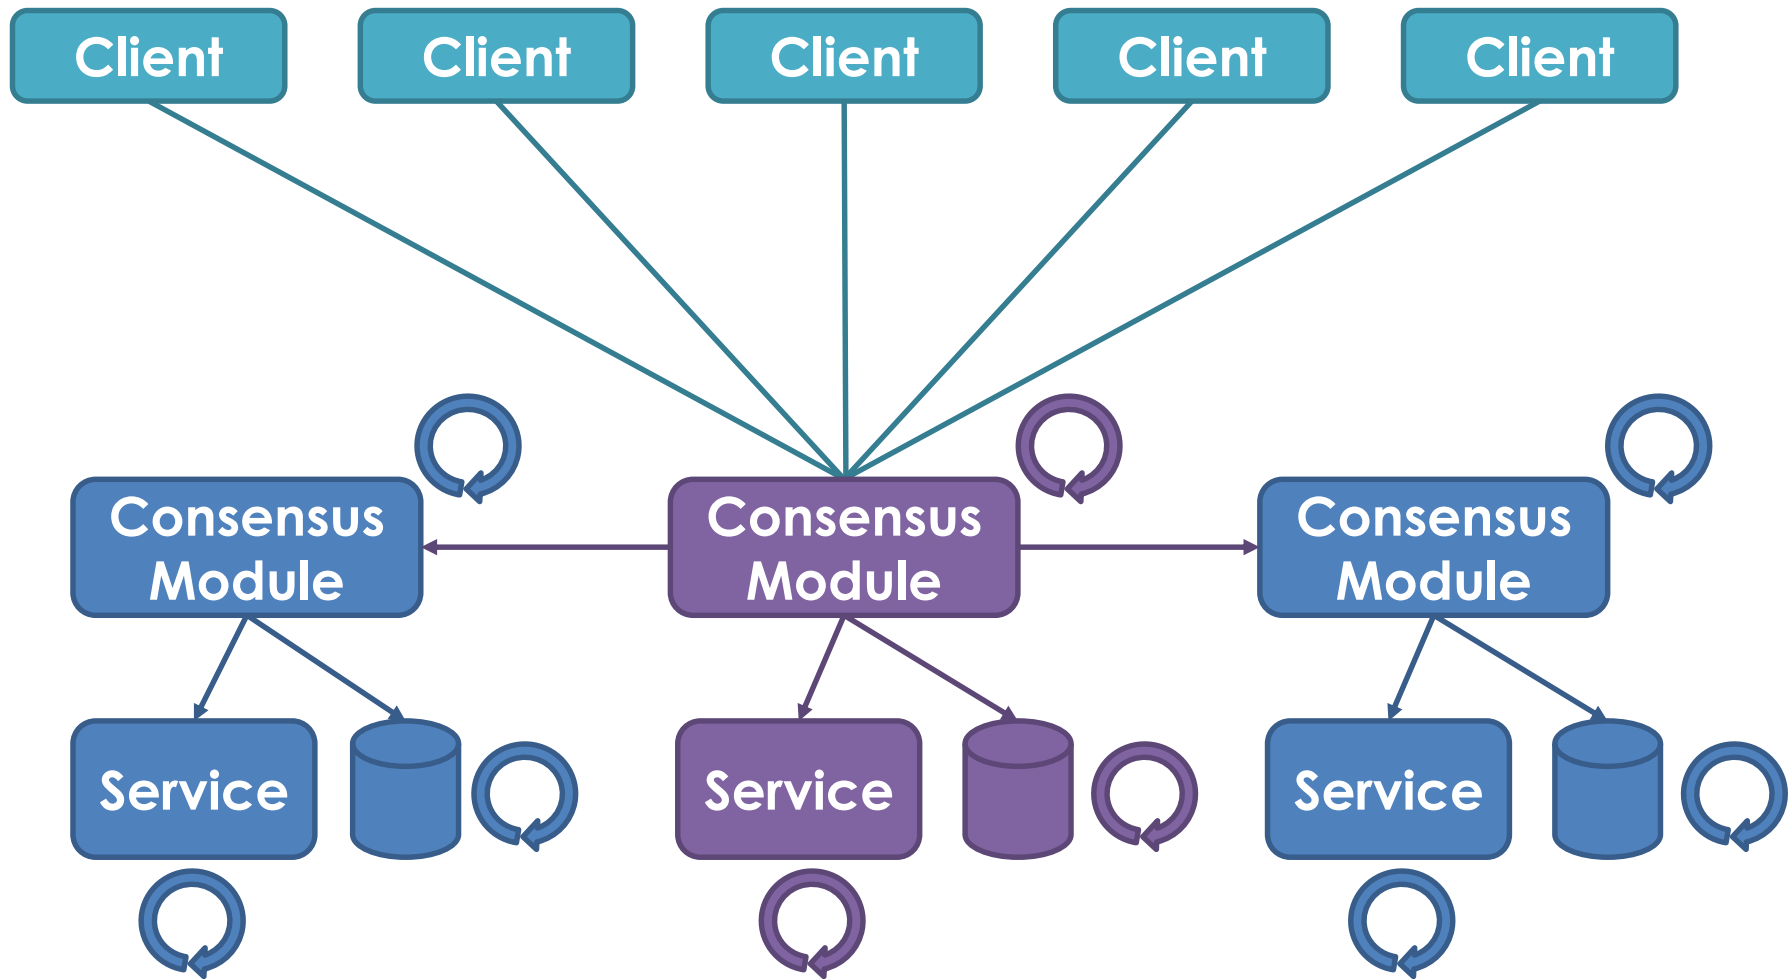 Client
Client
Client
Client
Client
Consensus
Module
Consensus
Module
Consensus
Module
Service
Service
Service